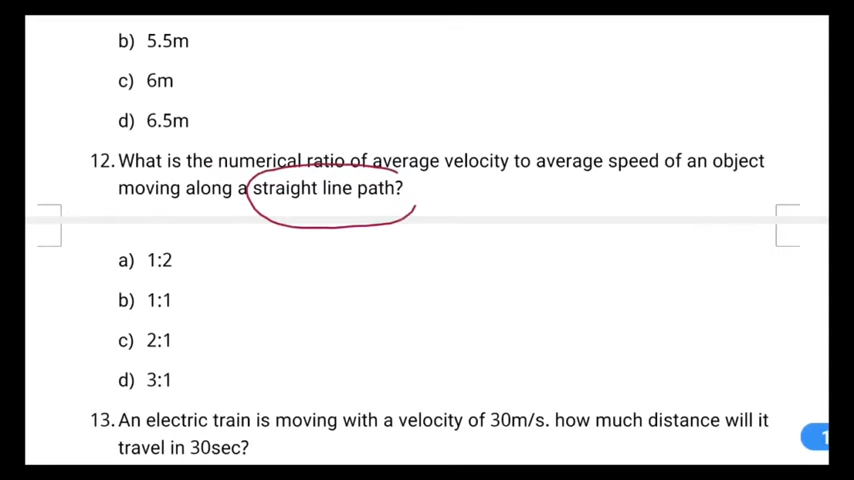 b) 5.5m
c) 6m
d) 6.5m
12. What is the numerical ratio of average velocity to average speed of an object
moving along a straight line path?
a) 1:2
b) 1:1
c) 2:1
d) 3:1
13. An electric train is moving with a velocity of 30m/s. how much distance will it
travel in 30sec?
1